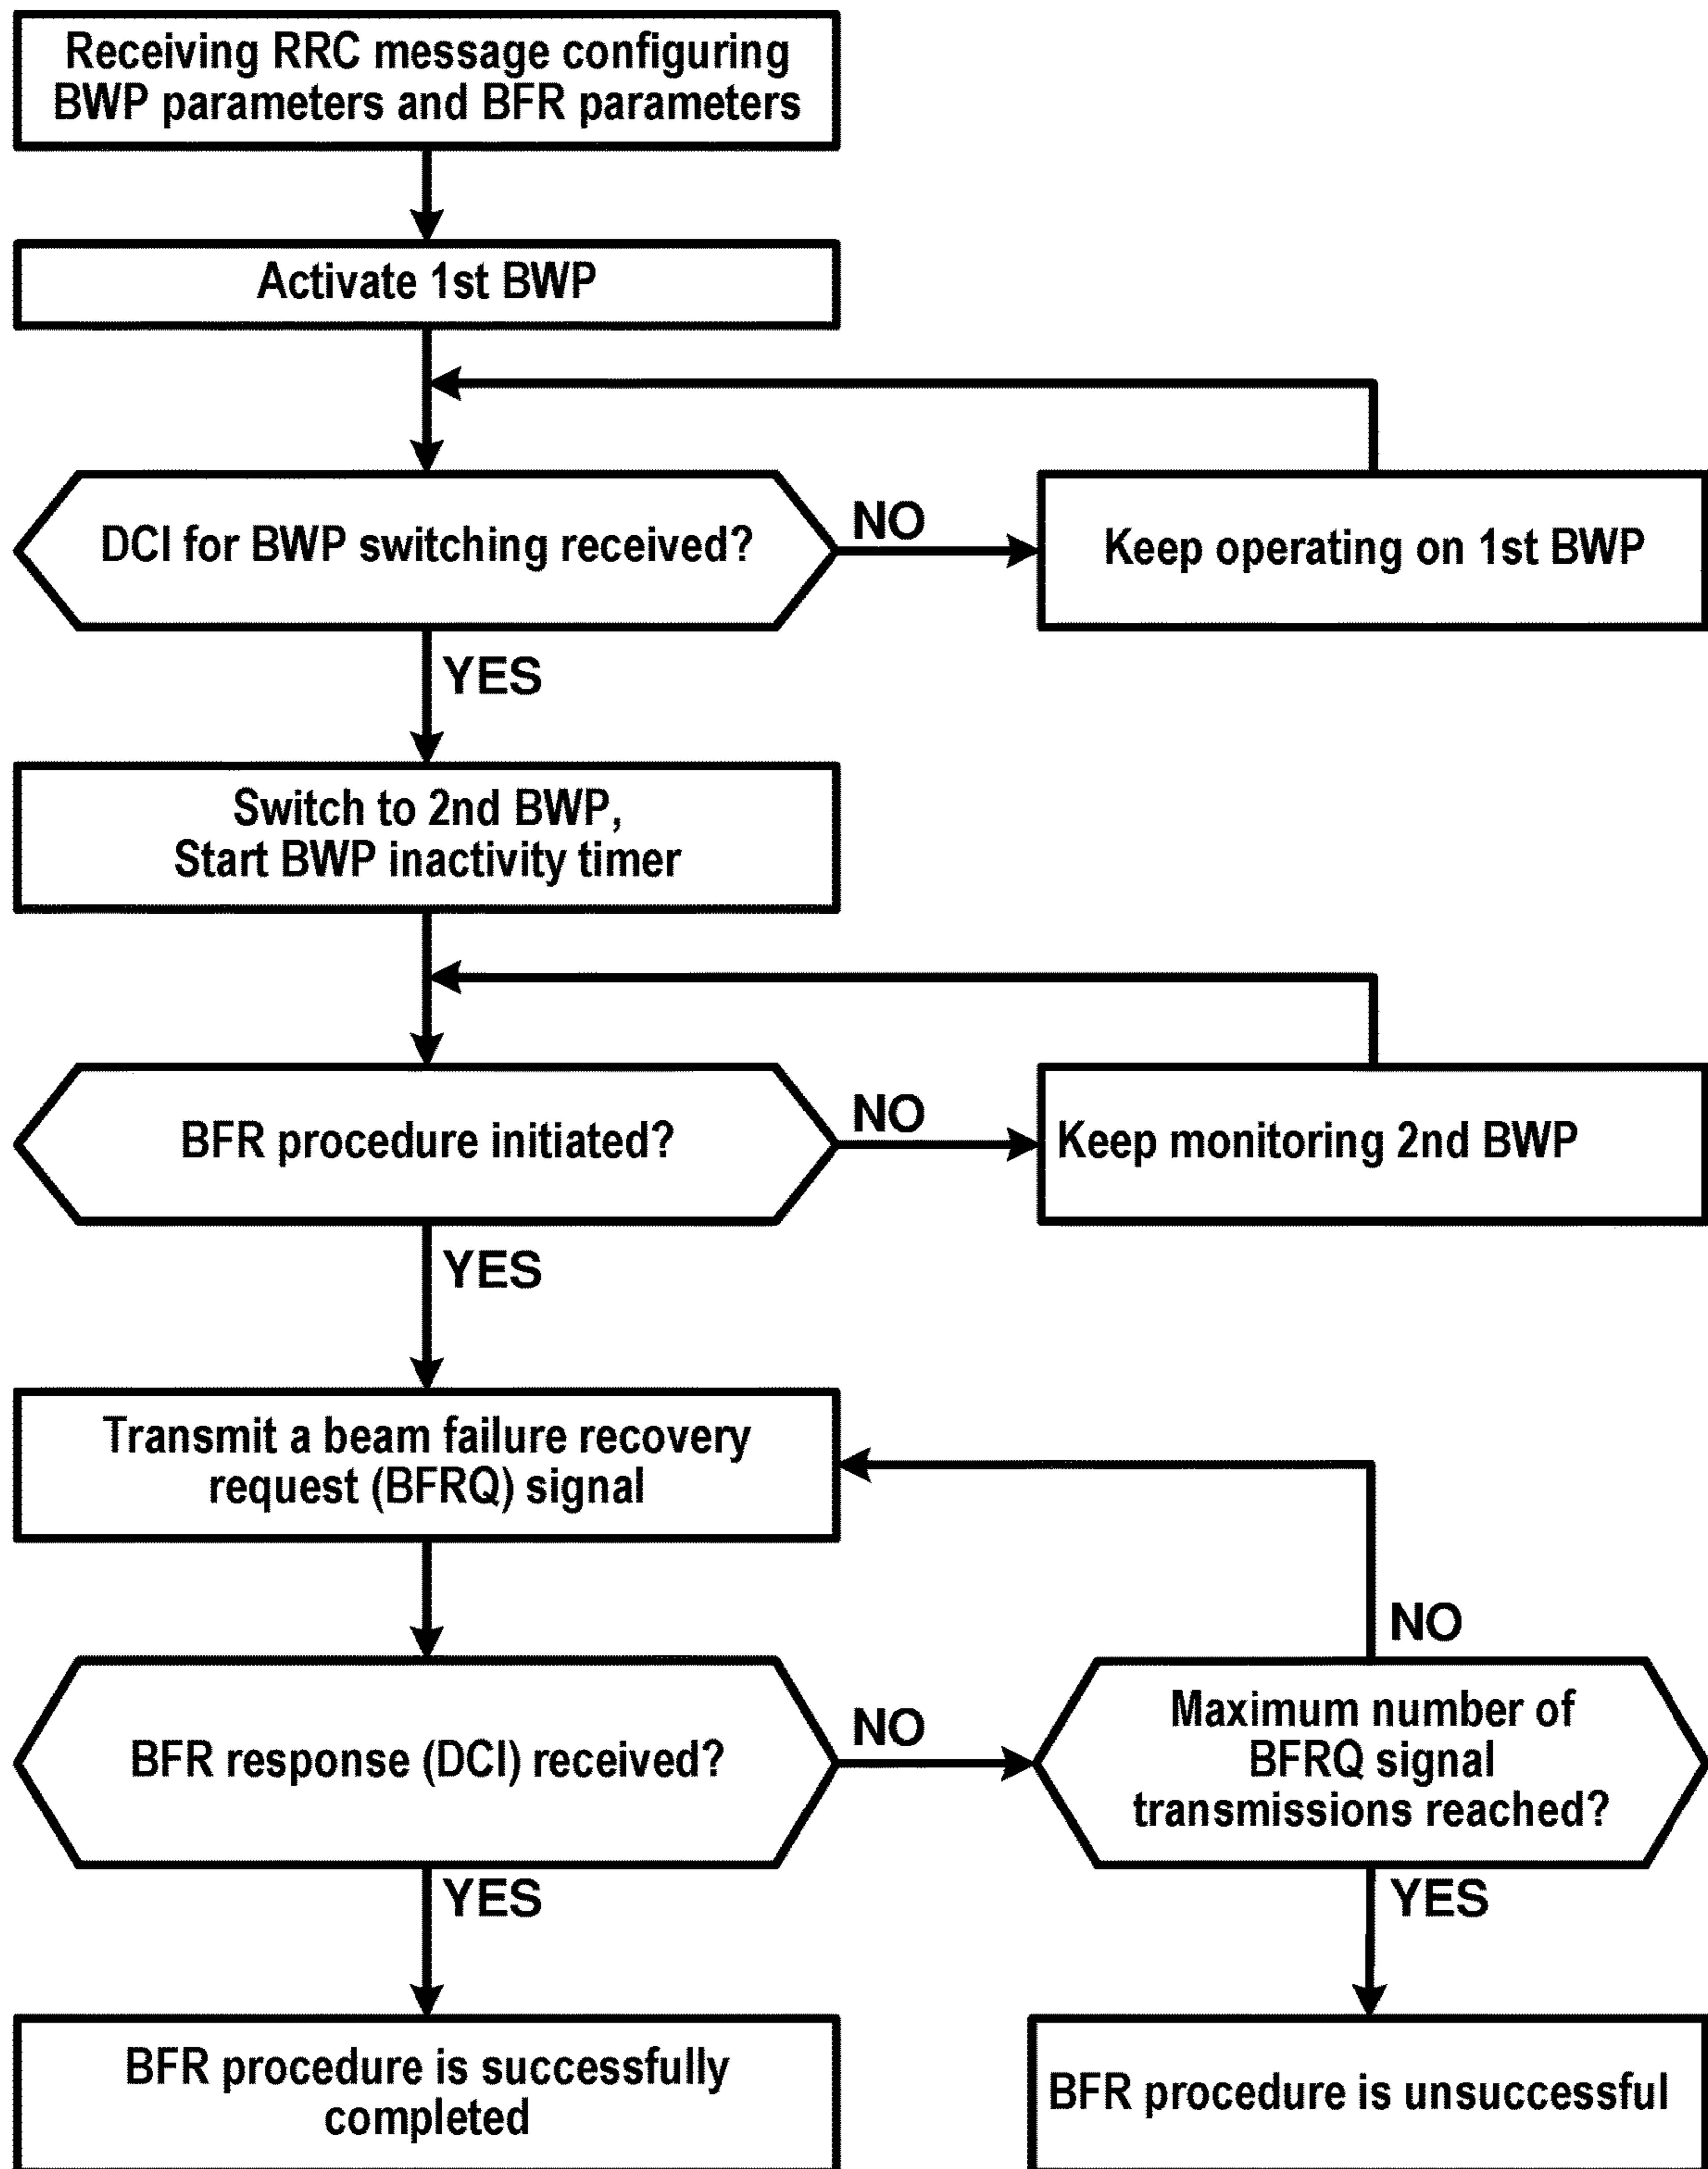 Receiving RRC message configuring
BWP parameters and BFR parameters
Activate 1st BWP
DCI for BWP switching received?
NO
Keep operating on 1st BWP
YES
Switch to 2nd BWP,
Start BWP inactivity timer
BFR procedure initiated?
NO
Keep monitoring 2nd BWP
YES
Transmit a beam failure recovery
request (BFRQ) signal
BFR response (DCI) received?
NO
Maximum number of
BFRQ signal
transmissions reached?
NO
YES
YES
BFR procedure is successfully
completed
BFR procedure is unsuccessful